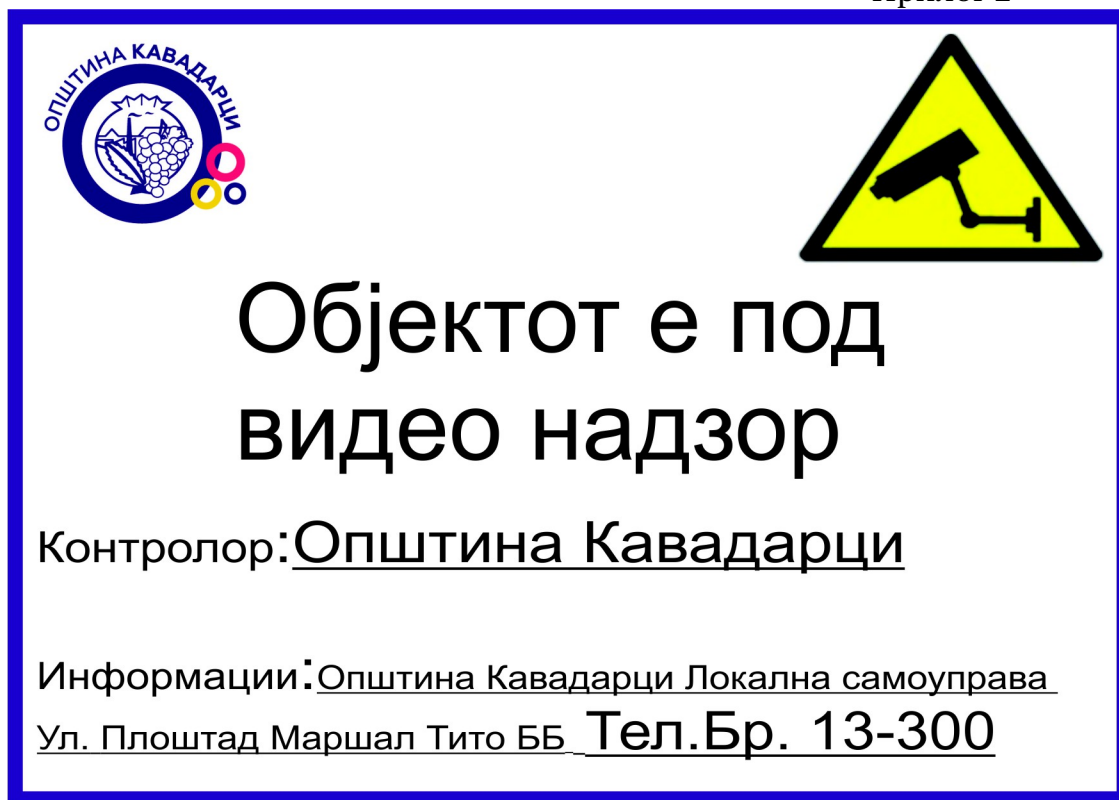 ОПШТИНА КАВАДАРЦИ
Објектот е под
видео надзор
Контролор:Општина Кавадарци
Информации:Општина Кавадарци Локална самоуправа
Ул. Плоштад Маршал Тито ББ Тел.Бр. 13-300